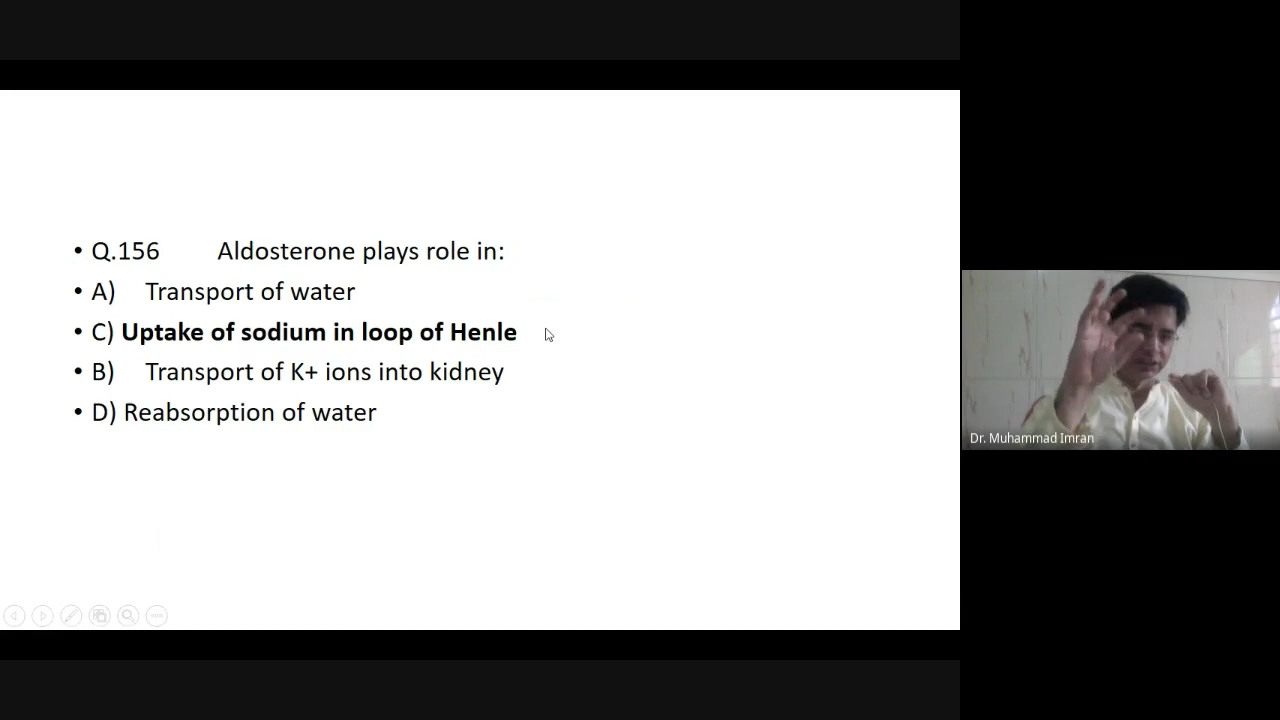 • Q.156 Aldosterone plays role in:
• A) Transport of water
• C) Uptake of sodium in loop of Henle
• B) Transport of K+ ions into kidney
• D) Reabsorption of water
Dr. Muhammad Imran